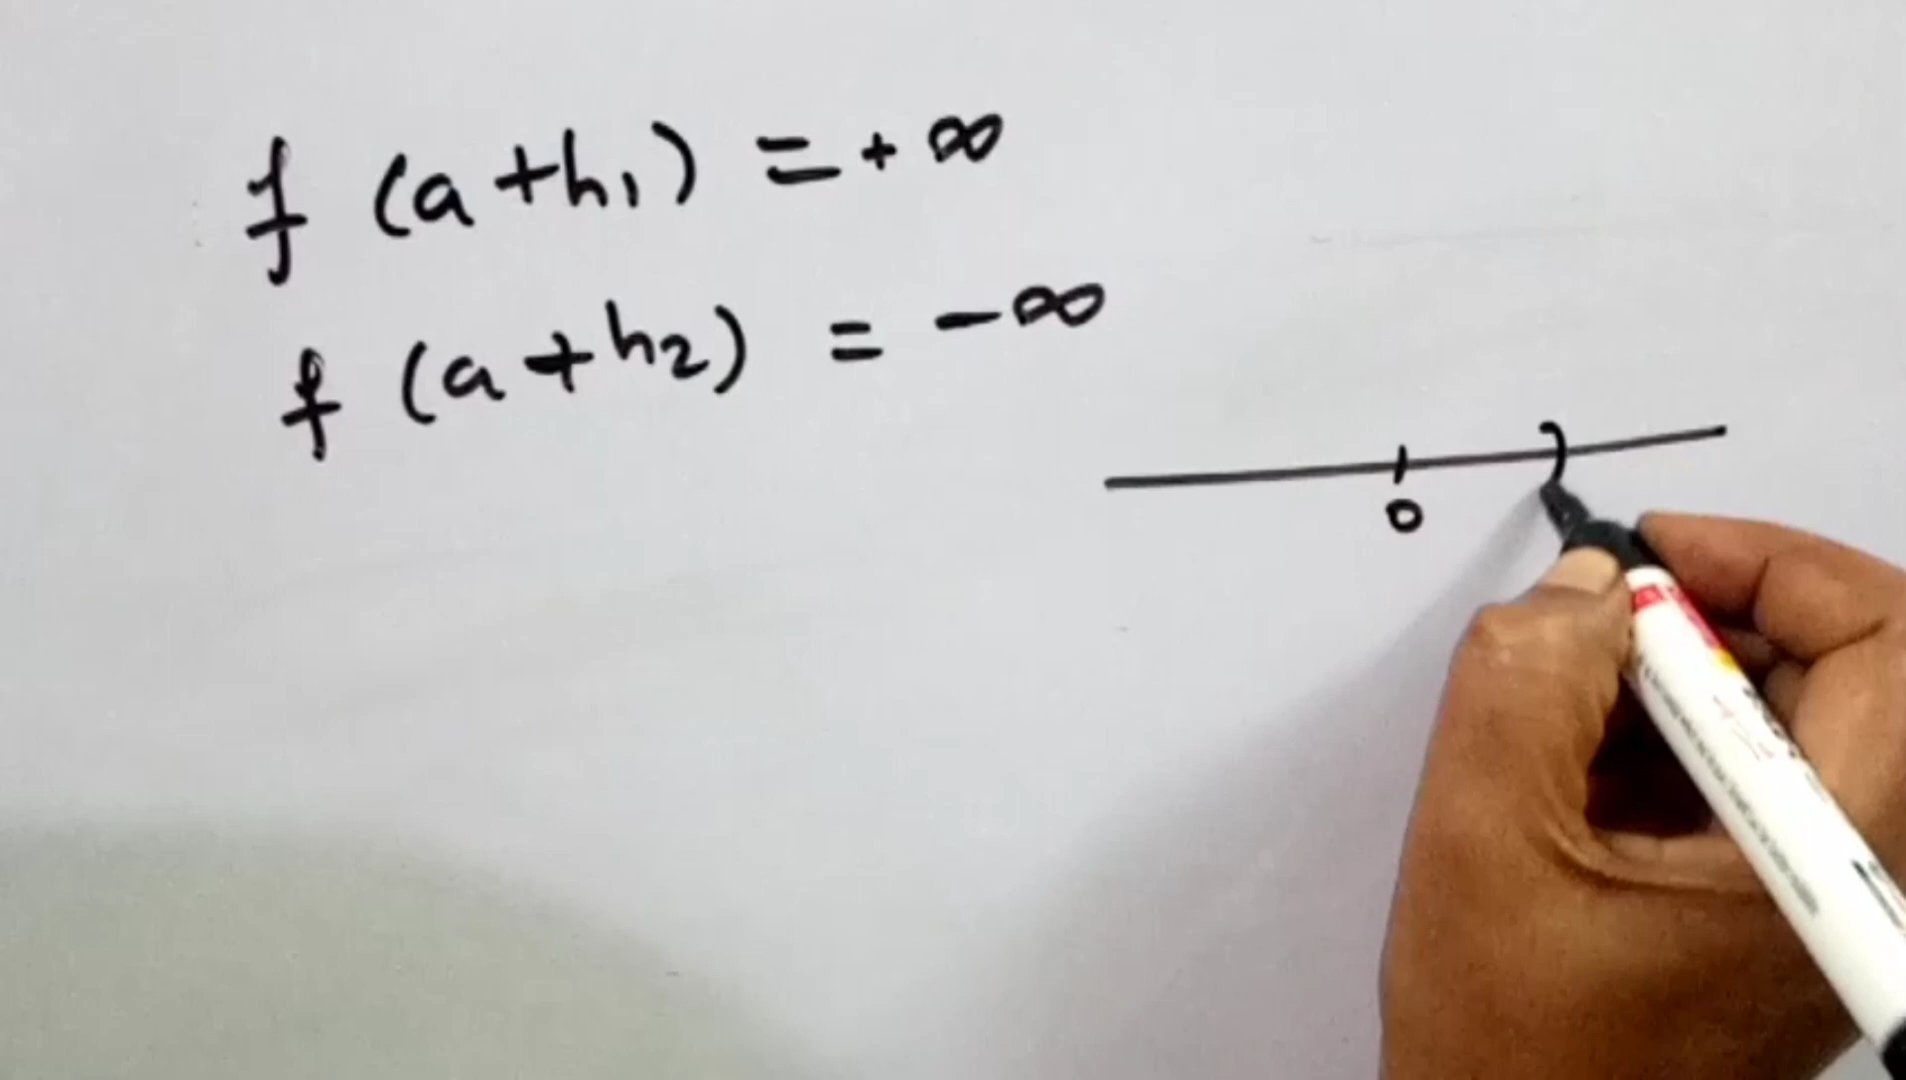 f (a+h₁) = + ∞
f (a+h₂) = -∞
0